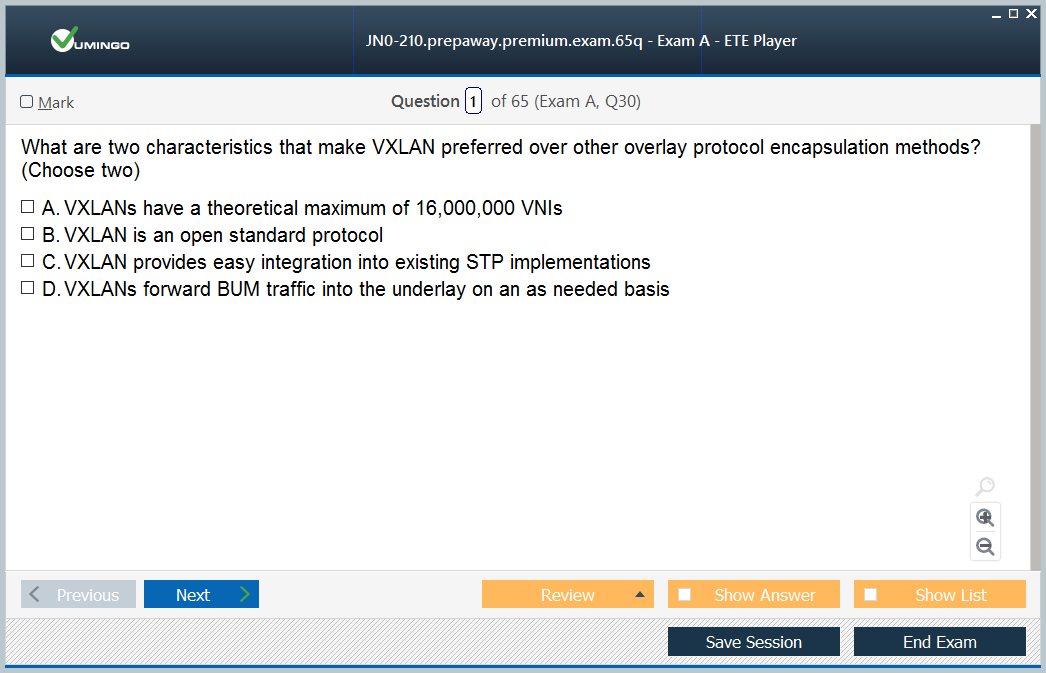 VUMINGO
JN0-210.prepaway.premium.exam.65q - Exam A - ETE Player
Mark
Question 1 of 65 (Exam A, Q30)
What are two characteristics that make VXLAN preferred over other overlay protocol encapsulation methods?
(Choose two)
A. VXLANs have a theoretical maximum of 16,000,000 VNIs
B. VXLAN is an open standard protocol
C. VXLAN provides easy integration into existing STP implementations
D. VXLANs forward BUM traffic into the underlay on an as needed basis
Previous
Next
Review
Show Answer
Show List
Save Session
End Exam